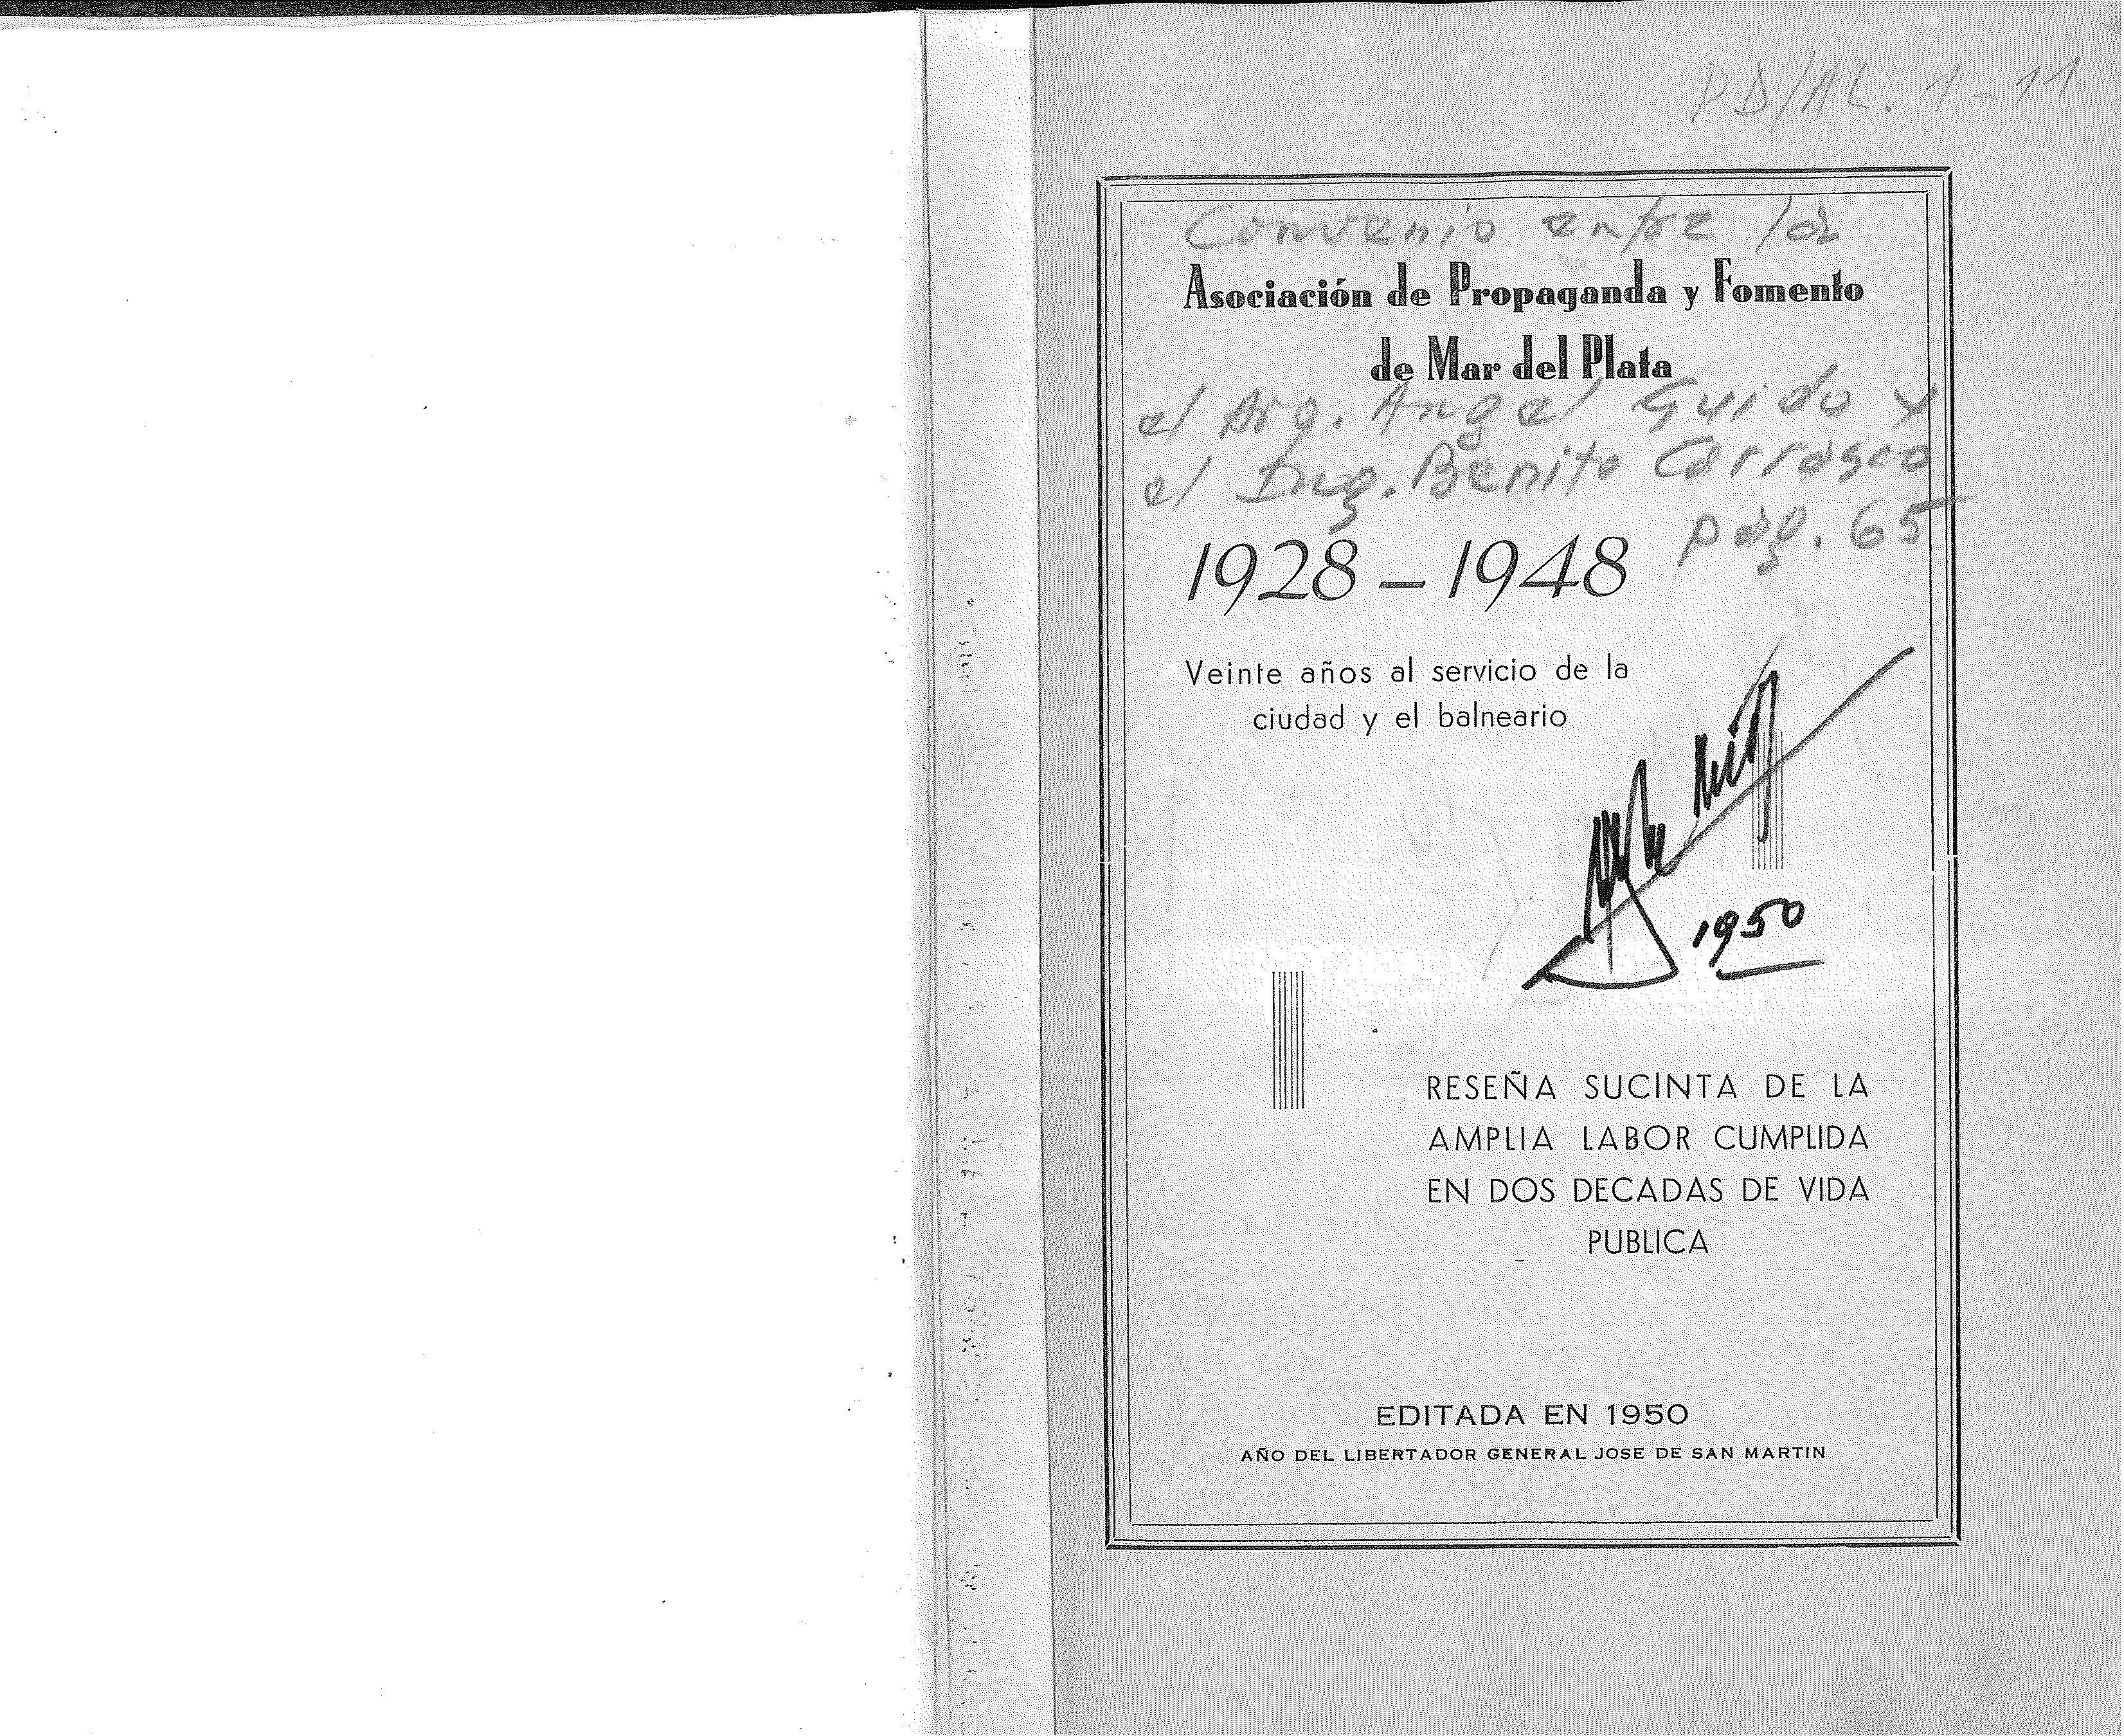 PD/AL. 1-11
Convenio entre la
Asociación de Propaganda y Fomento
de Mar del Plata
el Arq. Angel Guido y
el Ing. Benito Carrasco
pág. 65
1928 – 1948
Veinte años al servicio de la
ciudad y el balneario
1950
RESEÑA SUCINTA DE LA
AMPLIA LABOR CUMPLIDA
EN DOS DECADAS DE VIDA
PUBLICA
EDITADA EN 1950
AÑO DEL LIBERTADOR GENERAL JOSE DE SAN MARTIN